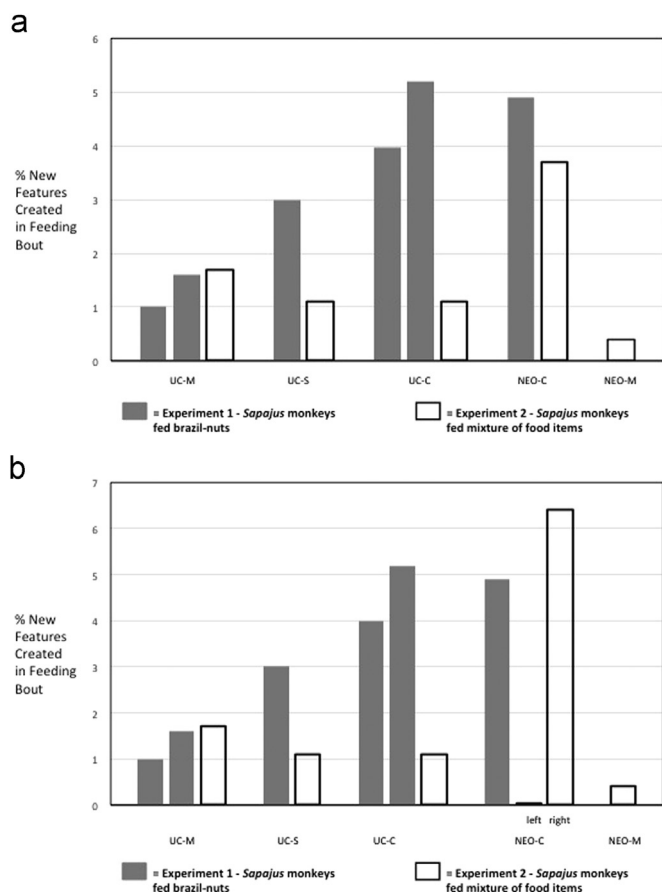 a
6
5
4
3
2
1
0
% New
Features
Created
in Feeding
Bout
UC-M UC-S UC-C NEO-C NEO-M
= Experiment 1 - Sapajus monkeys
fed brazil-nuts
= Experiment 2 - Sapajus monkeys
fed mixture of food items
b
7
6
5
4
3
2
1
0
% New
Features
Created
in Feeding
Bout
left right
UC-M UC-S UC-C NEO-C NEO-M
= Experiment 1 - Sapajus monkeys
fed brazil-nuts
= Experiment 2 - Sapajus monkeys
fed mixture of food items